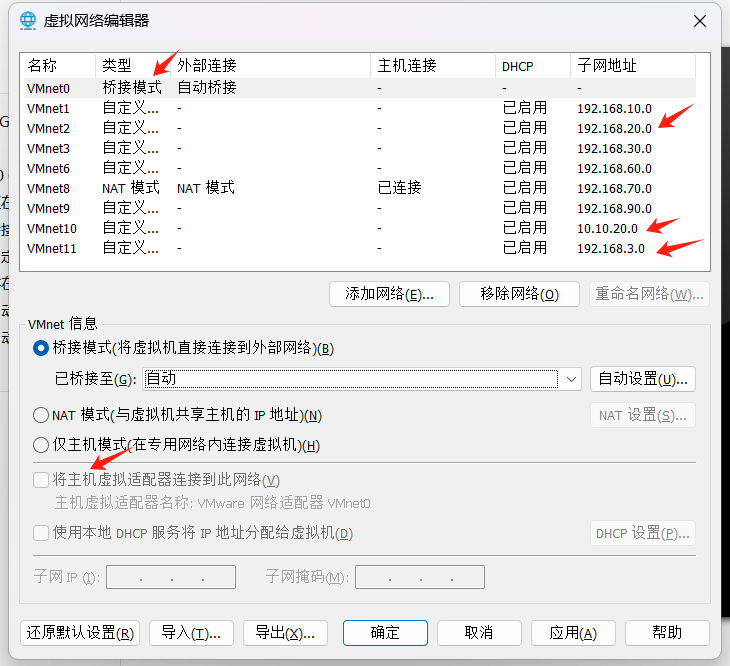 虚拟网络编辑器
名称 类型 外部连接 主机连接 DHCP 子网地址
VMnet0 桥接模式 自动桥接 - - -
VMnet1 自定义... - - 已启用 192.168.10.0
VMnet2 自定义... - - 已启用 192.168.20.0
VMnet3 自定义... - - 已启用 192.168.30.0
VMnet6 自定义... - - 已启用 192.168.60.0
VMnet8 NAT 模式 NAT 模式 已连接 已启用 192.168.70.0
VMnet9 自定义... - - 已启用 192.168.90.0
VMnet10 自定义... - - 已启用 10.10.20.0
VMnet11 自定义... - - 已启用 192.168.3.0
添加网络(E)... 移除网络(O) 重命名网络(W)...
VMnet 信息
桥接模式(将虚拟机直接连接到外部网络)(B)
已桥接至(G): 自动 自动设置(U)...
NAT 模式(与虚拟机共享主机的 IP 地址)(N) NAT 设置(S)...
仅主机模式(在专用网络内连接虚拟机)(H)
将主机虚拟适配器连接到此网络(V)
主机虚拟适配器名称: VMware 网络适配器 VMnet0
使用本地 DHCP 服务将 IP 地址分配给虚拟机(D) DHCP 设置(P)...
子网 IP (I): . . . 子网掩码(M): . . .
还原默认设置(R) 导入(T)... 导出(X)... 确定 取消 应用(A) 帮助